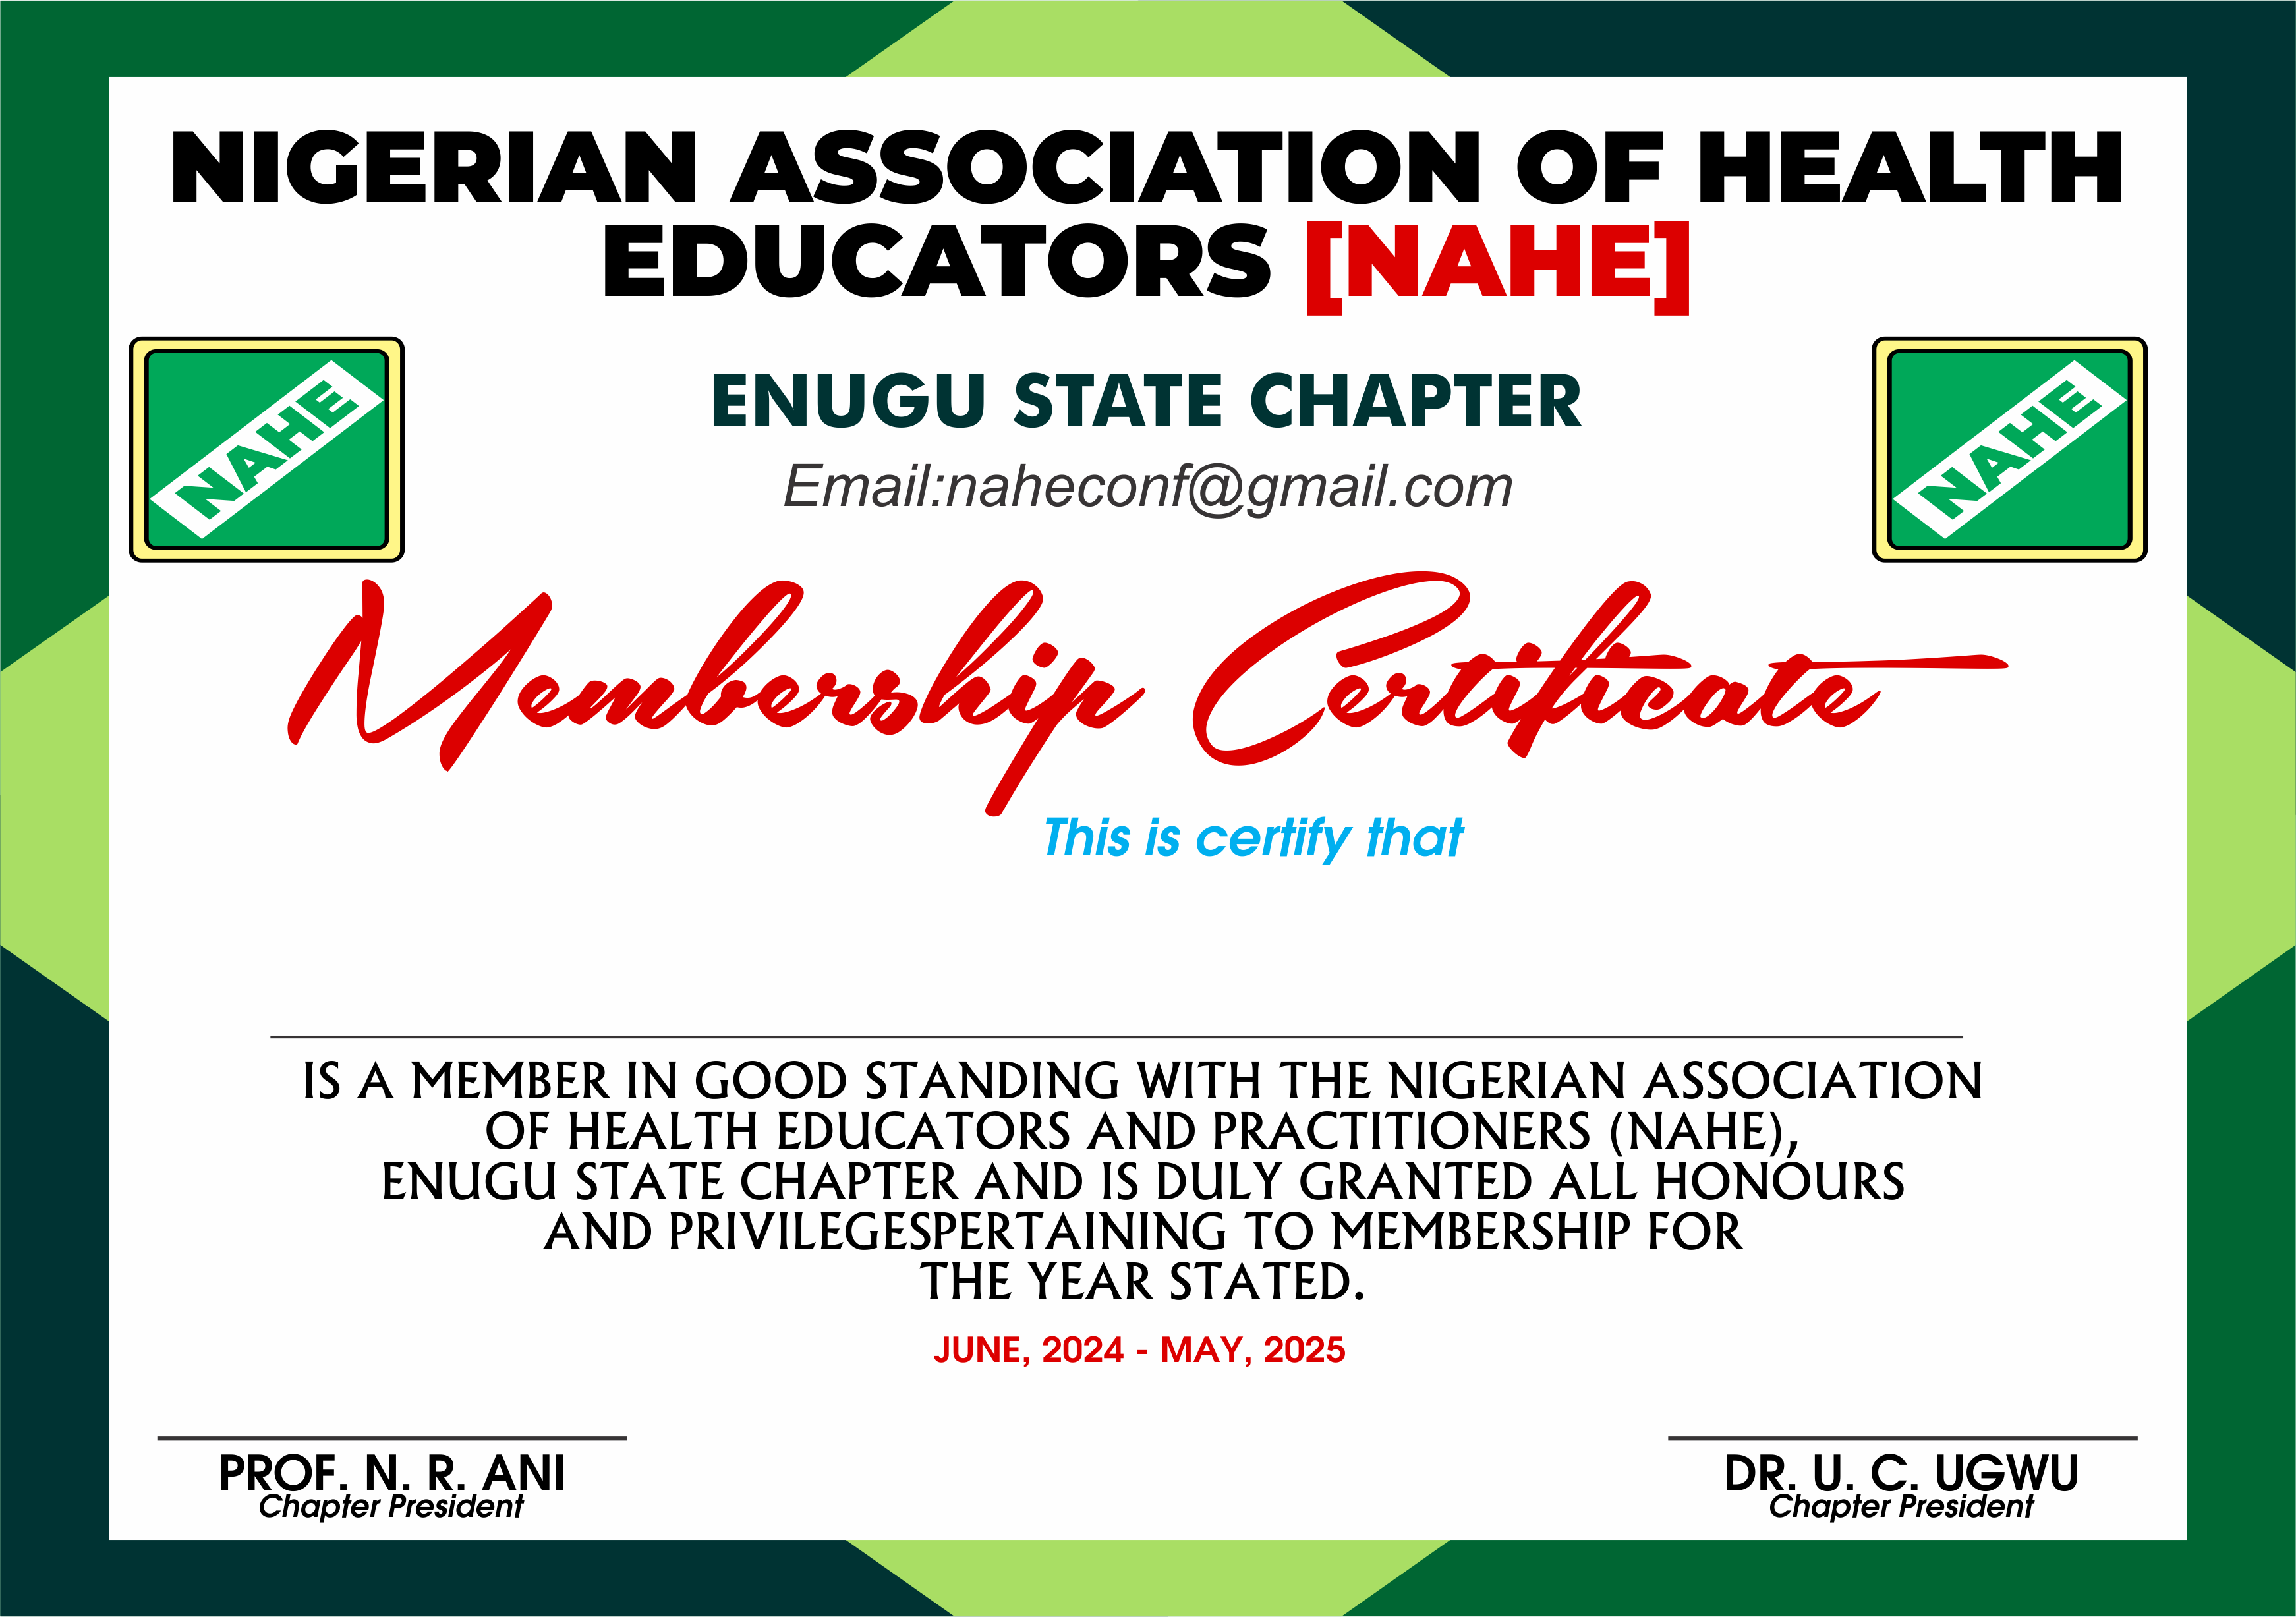 NIGERIAN ASSOCIATION OF HEALTH
EDUCATORS [NAHE]
NAHE
NAHE
ENUGU STATE CHAPTER
Email:naheconf@gmail.com
Membership Certificate
This is certify that
IS A MEMBER IN GOOD STANDING WITH THE NIGERIAN ASSOCIATION
OF HEALTH EDUCATORS AND PRACTITIONERS (NAHE),
ENUGU STATE CHAPTER AND IS DULY GRANTED ALL HONOURS
AND PRIVILEGESPERTAINING TO MEMBERSHIP FOR
THE YEAR STATED.
JUNE, 2024 - MAY, 2025
PROF. N. R. ANI
Chapter President
DR. U. C. UGWU
Chapter President